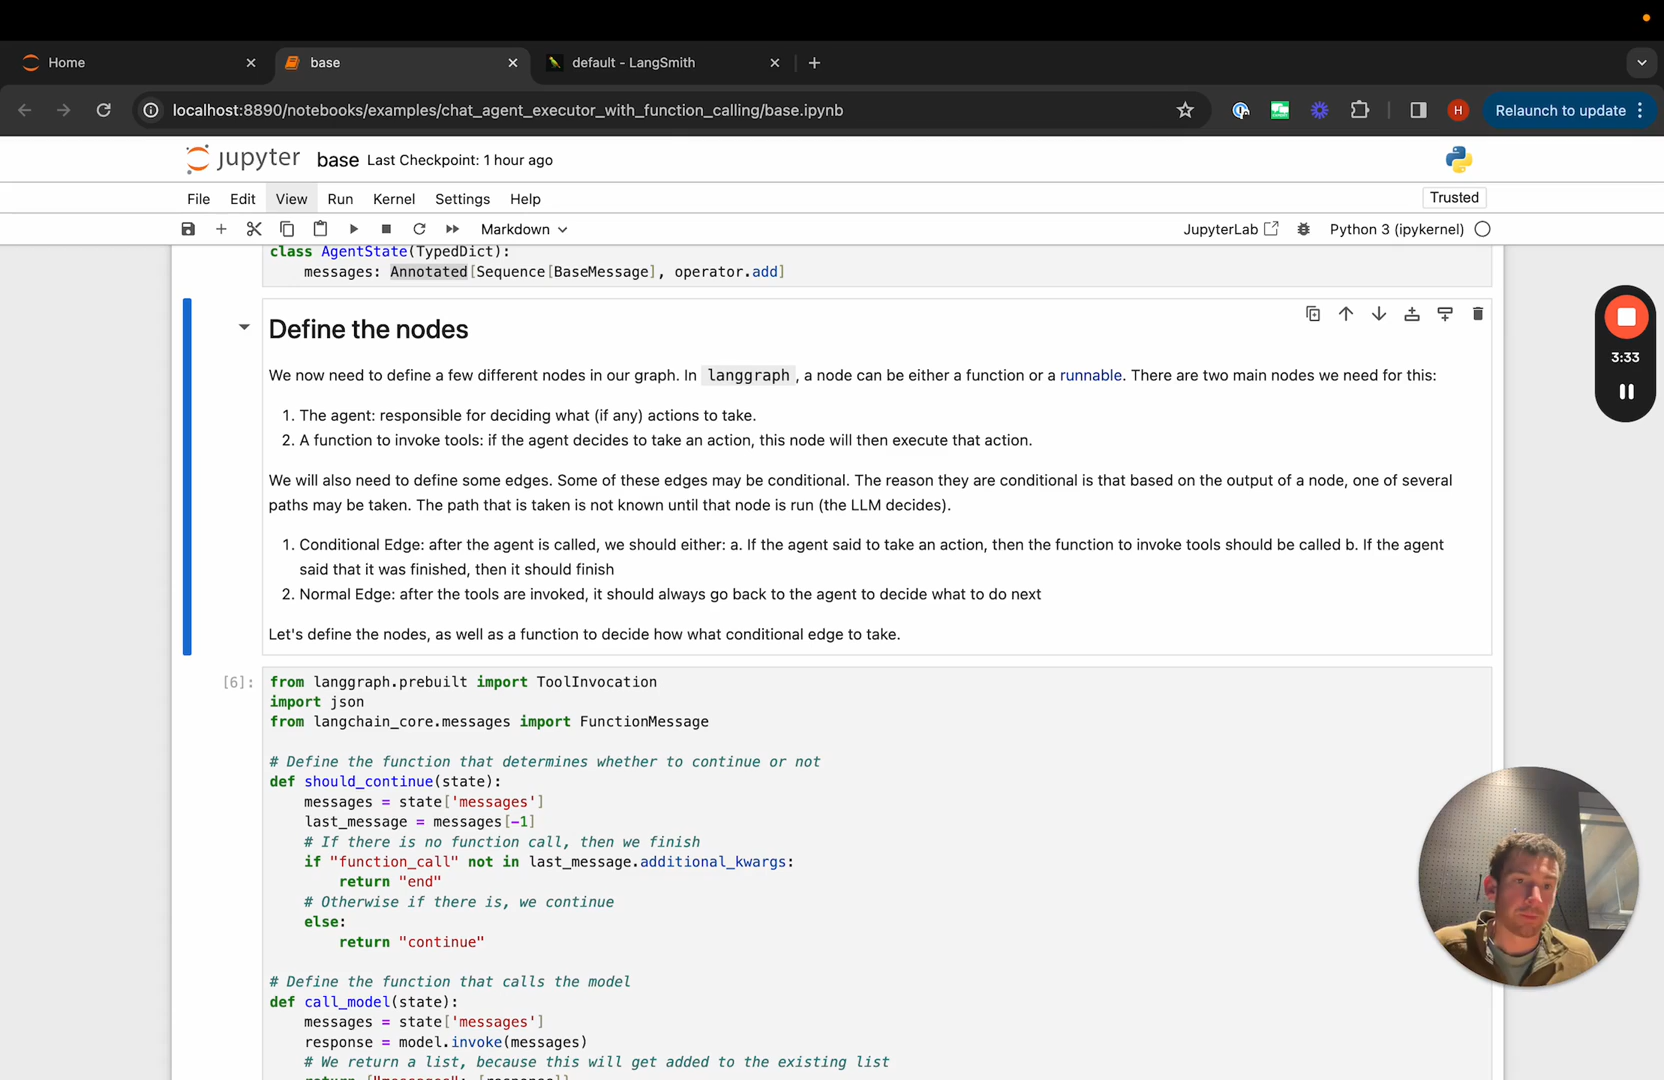 Home
base
default - LangSmith
localhost:8890/notebooks/examples/chat_agent_executor_with_function_calling/base.ipynb
H
Relaunch to update
jupyter base Last Checkpoint: 1 hour ago
File Edit View Run Kernel Settings Help
Trusted
Markdown
JupyterLab
Python 3 (ipykernel)
class AgentState(TypedDict):
messages: Annotated[Sequence[BaseMessage], operator.add]
Define the nodes
We now need to define a few different nodes in our graph. In langgraph, a node can be either a function or a runnable. There are two main nodes we need for this:
1. The agent: responsible for deciding what (if any) actions to take.
2. A function to invoke tools: if the agent decides to take an action, this node will then execute that action.
We will also need to define some edges. Some of these edges may be conditional. The reason they are conditional is that based on the output of a node, one of several
paths may be taken. The path that is taken is not known until that node is run (the LLM decides).
1. Conditional Edge: after the agent is called, we should either: a. If the agent said to take an action, then the function to invoke tools should be called b. If the agent
said that it was finished, then it should finish
2. Normal Edge: after the tools are invoked, it should always go back to the agent to decide what to do next
Let's define the nodes, as well as a function to decide how what conditional edge to take.
3:33
[6]:
from langgraph.prebuilt import ToolInvocation
import json
from langchain_core.messages import FunctionMessage
# Define the function that determines whether to continue or not
def should_continue(state):
messages = state['messages']
last_message = messages[-1]
# If there is no function call, then we finish
if "function_call" not in last_message.additional_kwargs:
return "end"
# Otherwise if there is, we continue
else:
return "continue"
# Define the function that calls the model
def call_model(state):
messages = state['messages']
response = model.invoke(messages)
# We return a list, because this will get added to the existing list
return {"messages": [response]}